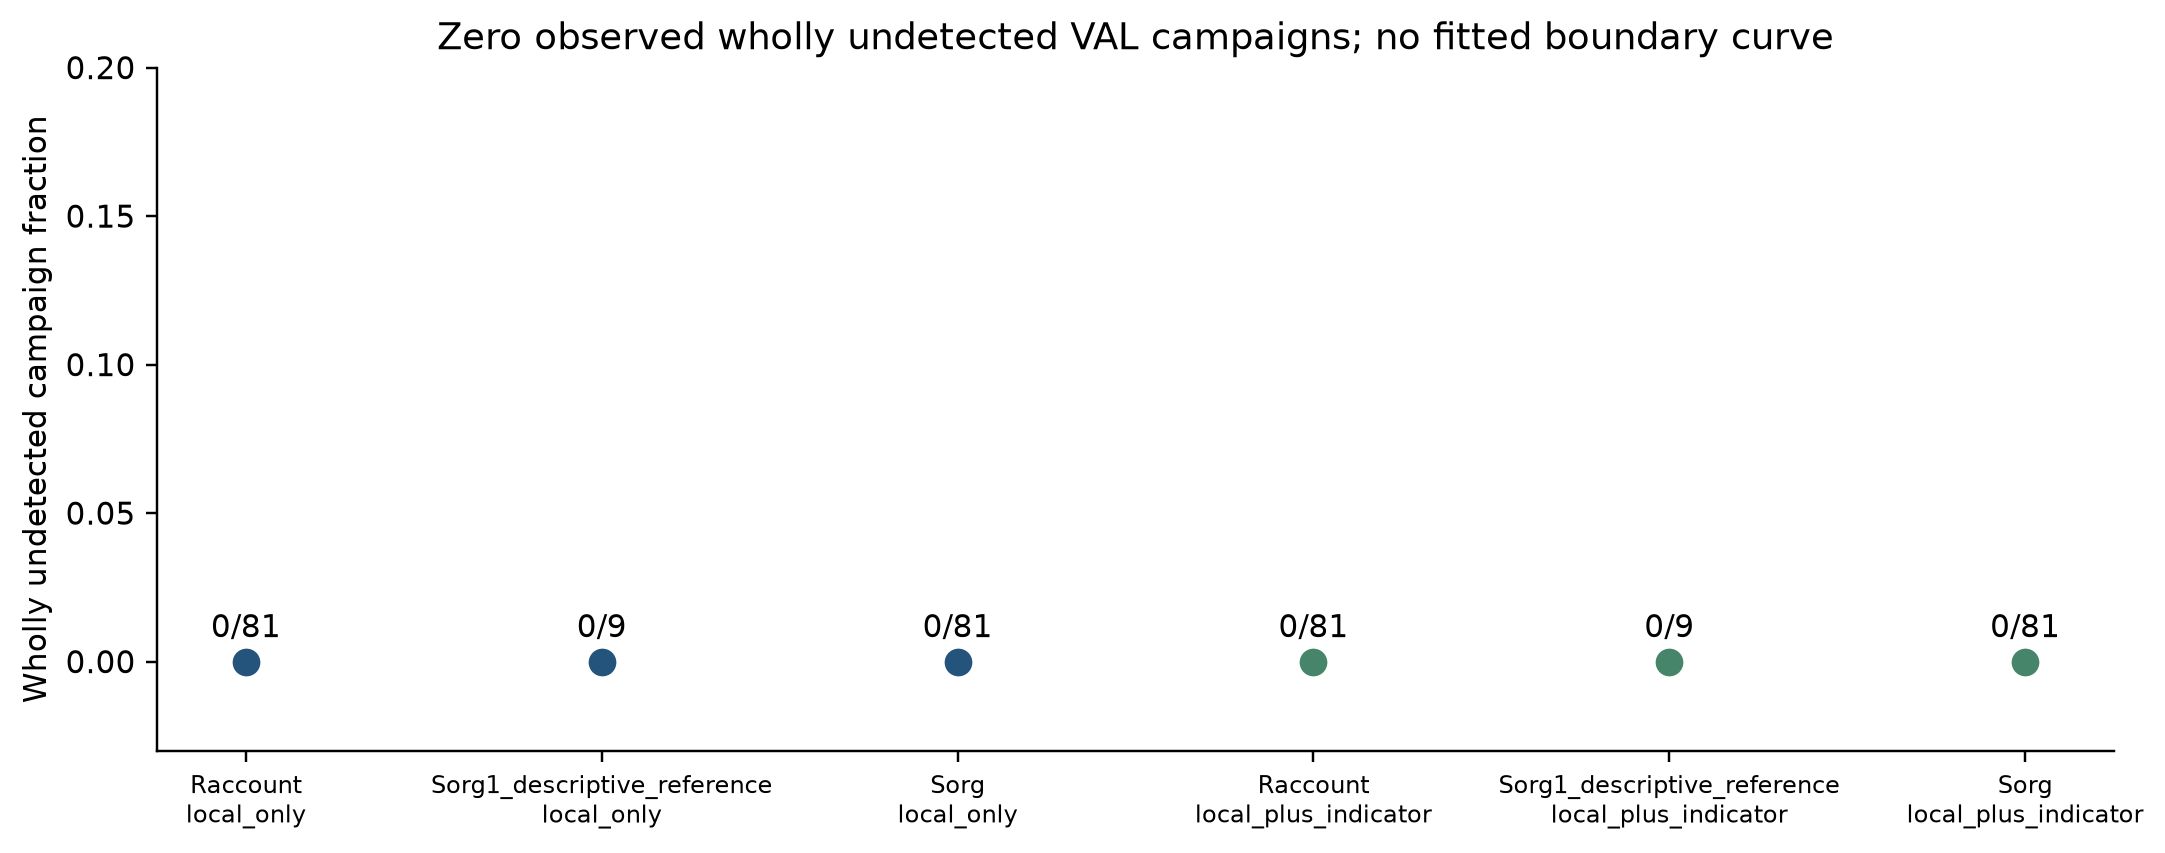 Zero observed wholly undetected VAL campaigns; no fitted boundary curve
Wholly undetected campaign fraction
0.20
0.15
0.10
0.05
0.00
0/81
0/9
0/81
0/81
0/9
0/81
Raccount
local_only
Sorg1_descriptive_reference
local_only
Sorg
local_only
Raccount
local_plus_indicator
Sorg1_descriptive_reference
local_plus_indicator
Sorg
local_plus_indicator